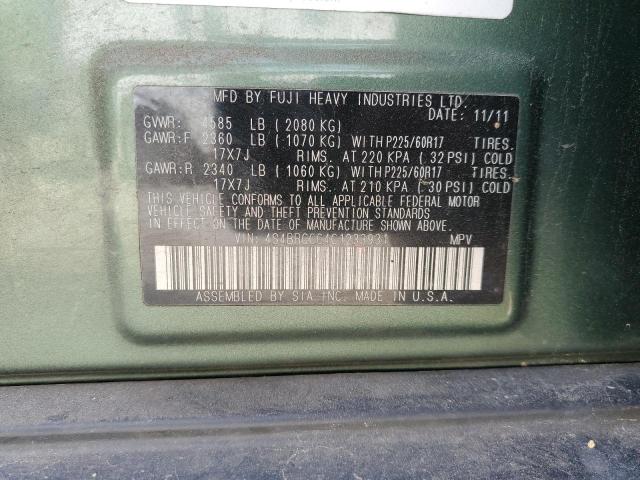 MFD BY FUJI HEAVY INDUSTRIES LTD.
DATE: 11/11
GVWR: 4585 LB ( 2080 KG)
GAWR:F 2360 LB ( 1070 KG) WITH P225/60R17 TIRES.
17X7J RIMS. AT 220 KPA ( 32 PSI) COLD
GAWR:R 2340 LB ( 1060 KG) WITH P225/60R17 TIRES.
17X7J RIMS. AT 210 KPA ( 30 PSI) COLD
THIS VEHICLE CONFORMS TO ALL APPLICABLE FEDERAL MOTOR
VEHICLE SAFETY AND THEFT PREVENTION STANDARDS
IN EFFECT ON THE DATE OF MANUFACTURE SHOWN ABOVE.
VIN: 4S4BRGCC64C1233931 MPV
ASSEMBLED BY SIA INC. MADE IN U.S.A.